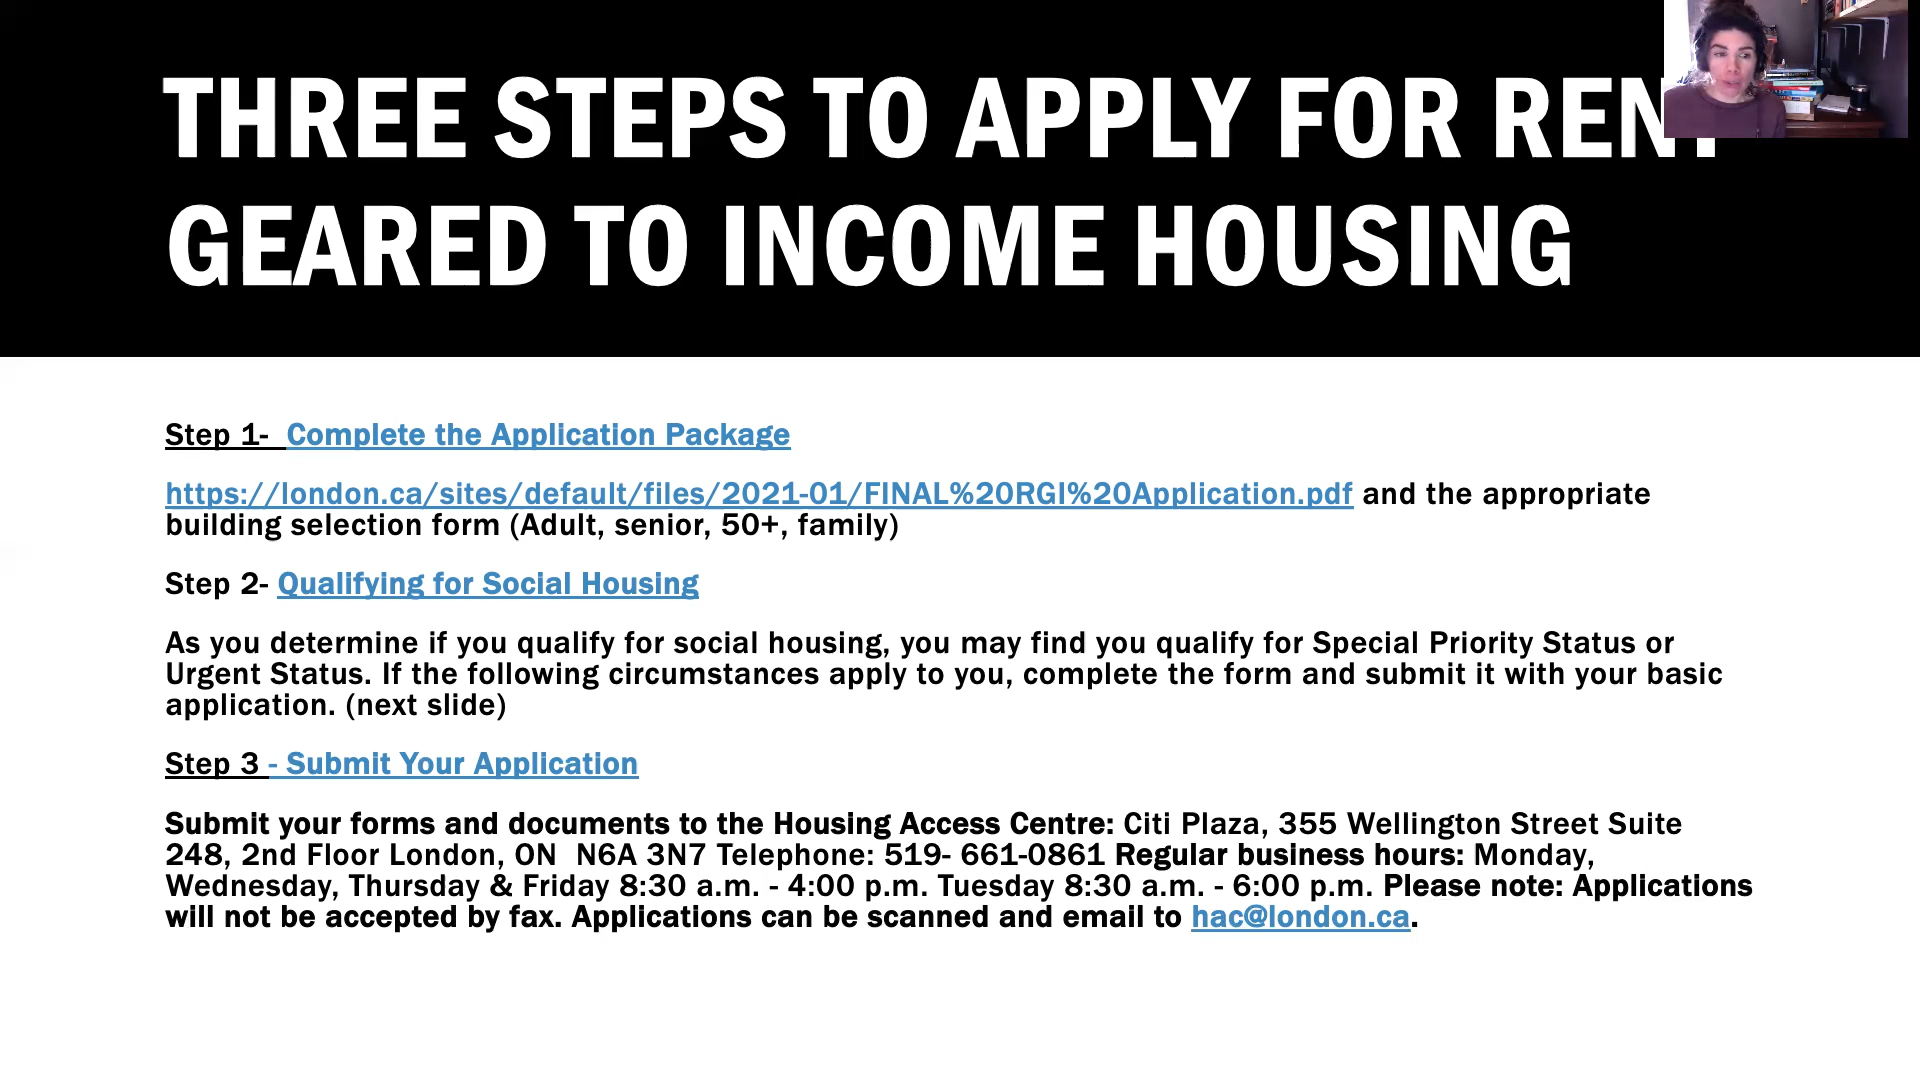 THREE STEPS TO APPLY FOR RENT
GEARED TO INCOME HOUSING
Step 1-  Complete the Application Package
https://london.ca/sites/default/files/2021-01/FINAL%20RGI%20Application.pdf and the appropriate
building selection form (Adult, senior, 50+, family)
Step 2- Qualifying for Social Housing
As you determine if you qualify for social housing, you may find you qualify for Special Priority Status or
Urgent Status. If the following circumstances apply to you, complete the form and submit it with your basic
application. (next slide)
Step 3 - Submit Your Application
Submit your forms and documents to the Housing Access Centre: Citi Plaza, 355 Wellington Street Suite
248, 2nd Floor London, ON  N6A 3N7 Telephone: 519- 661-0861 Regular business hours: Monday,
Wednesday, Thursday & Friday 8:30 a.m. - 4:00 p.m. Tuesday 8:30 a.m. - 6:00 p.m. Please note: Applications
will not be accepted by fax. Applications can be scanned and email to hac@london.ca.